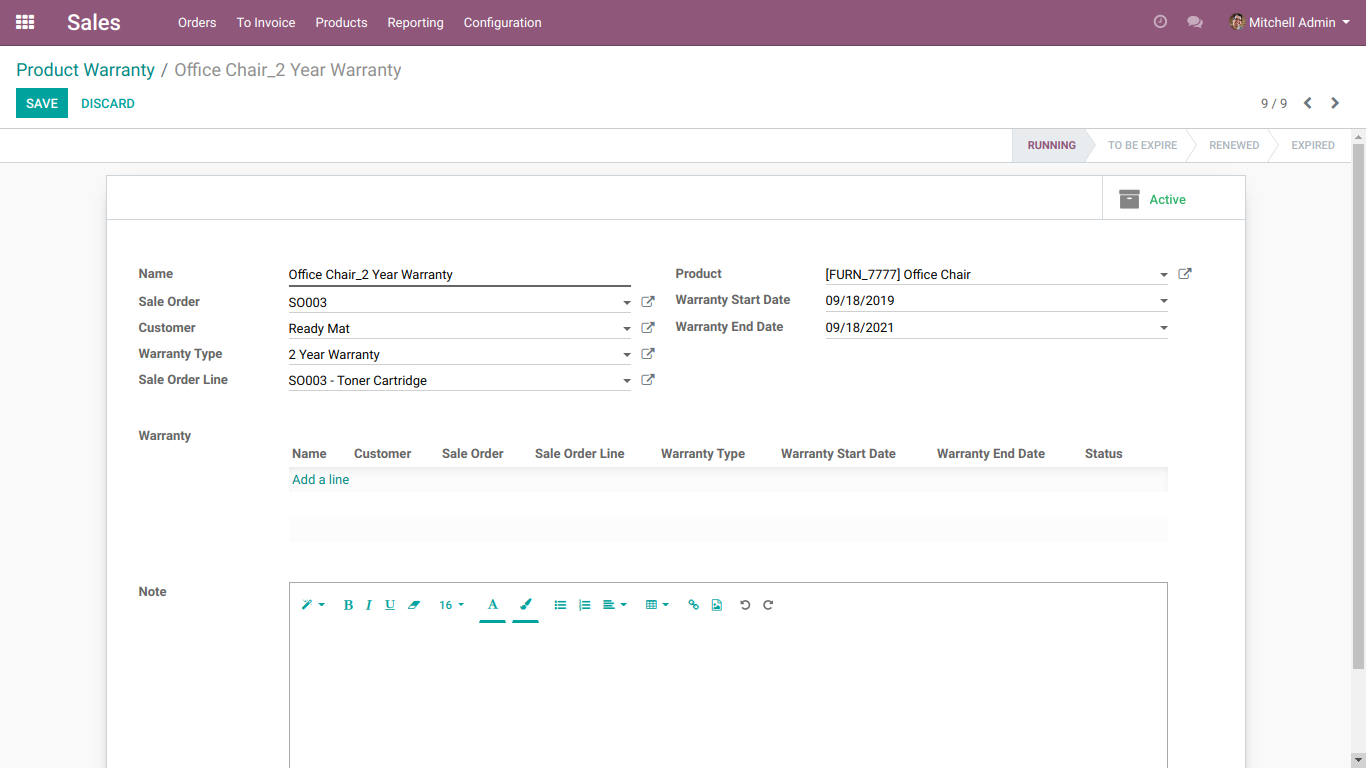 Sales Orders To Invoice Products Reporting Configuration Mitchell Admin
Product Warranty / Office Chair_2 Year Warranty
SAVE DISCARD 9 / 9
RUNNING TO BE EXPIRE RENEWED EXPIRED
Active
Name Office Chair_2 Year Warranty Product [FURN_7777] Office Chair
Sale Order SO003 Warranty Start Date 09/18/2019
Customer Ready Mat Warranty End Date 09/18/2021
Warranty Type 2 Year Warranty
Sale Order Line SO003 - Toner Cartridge
Warranty
Name Customer Sale Order Sale Order Line Warranty Type Warranty Start Date Warranty End Date Status
Add a line
Note
B I U 16 A